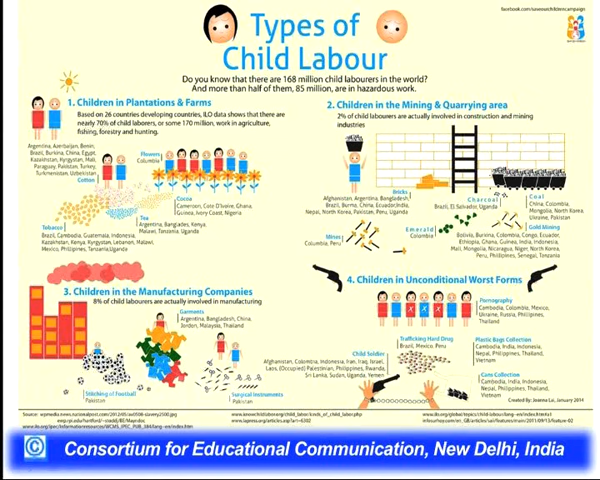 facebook.com/saveourchildrencampaign
Types of
Child Labour
Do you know that there are 168 million child labourers in the world?
And more than half of them, 85 million, are in hazardous work.
1. Children in Plantations & Farms
Based on 26 countries developing countries, ILO data shows that there are
nearly 70% of child laborers, or some 170 million, work in agriculture,
fishing, forestry and hunting.
Argentina, Azerbaijan, Benin,
Brazil, Burkina, China, Egypt,
Kazakhstan, Kyrgystan, Mali,
Paraguay, Pakistan, Turkey,
Turkmenistan, Uzbekistan
Cotton
Flowers
Columbia
Cocoa
Cameroon, Cote D'Ivoire, Ghana,
Guinea, Ivory Coast, Nigeria
Tea
Argentina, Bangladesh, Kenya,
Malawi, Tanzania, Uganda
Tobacco
Brazil, Cambodia, Guatemala, Indonesia,
Kazakhstan, Kenya, Kyrgystan, Lebanon, Malawi,
Mexico, Philippines, Tanzania, Uganda
2. Children in the Mining & Quarrying area
2% of child labourers are actually involved in construction and mining
industries
Bricks
Afghanistan, Argentina, Bangladesh,
Brazil, Burma, China, Ecuador, India,
Nepal, North Korea, Pakistan, Peru, Uganda
Charcoal
Brazil, El Salvador, Uganda
Coal
China, Columbia,
Mongolia, North Korea,
Ukraine, Pakistan
Mines
Columbia, Peru
Emerald
Colombia
Gold Mining
Bolivia, Burkina, Colombia, Congo, Ecuador,
Ethiopia, Ghana, Guinea, India, Indonesia,
Mali, Mongolia, Nicaragua, Niger, North Korea,
Peru, Philippines, Senegal, Tanzania
3. Children in the Manufacturing Companies
8% of child labourers are actually involved in manufacturing
Garments
Argentina, Bangladesh, China,
Jordan, Malaysia, Thailand
Stitching of Football
Pakistan
Surgical Instruments
Pakistan
4. Children in Unconditional Worst Forms
Pornography
Cambodia, Colombia, Mexico,
Ukraine, Russia, Philippines,
Thailand
Trafficking Hard Drug
Brazil, Mexico, Peru
Plastic Bags Collection
Cambodia, India, Indonesia,
Nepal, Philippines, Thailand,
Vietnam
Child Soldier
Afghanistan, Colombia, Indonesia, Iran, Iraq, Israel,
Laos, (Occupied) Palestinian, Philippines, Rwanda,
Sri Lanka, Sudan, Uganda, Yemen
Cans Collection
Cambodia, India, Indonesia,
Nepal, Philippines, Thailand,
Vietnam
Created By: Joanna Lai, January 2014
Source:
© Consortium for Educational Communication, New Delhi, India